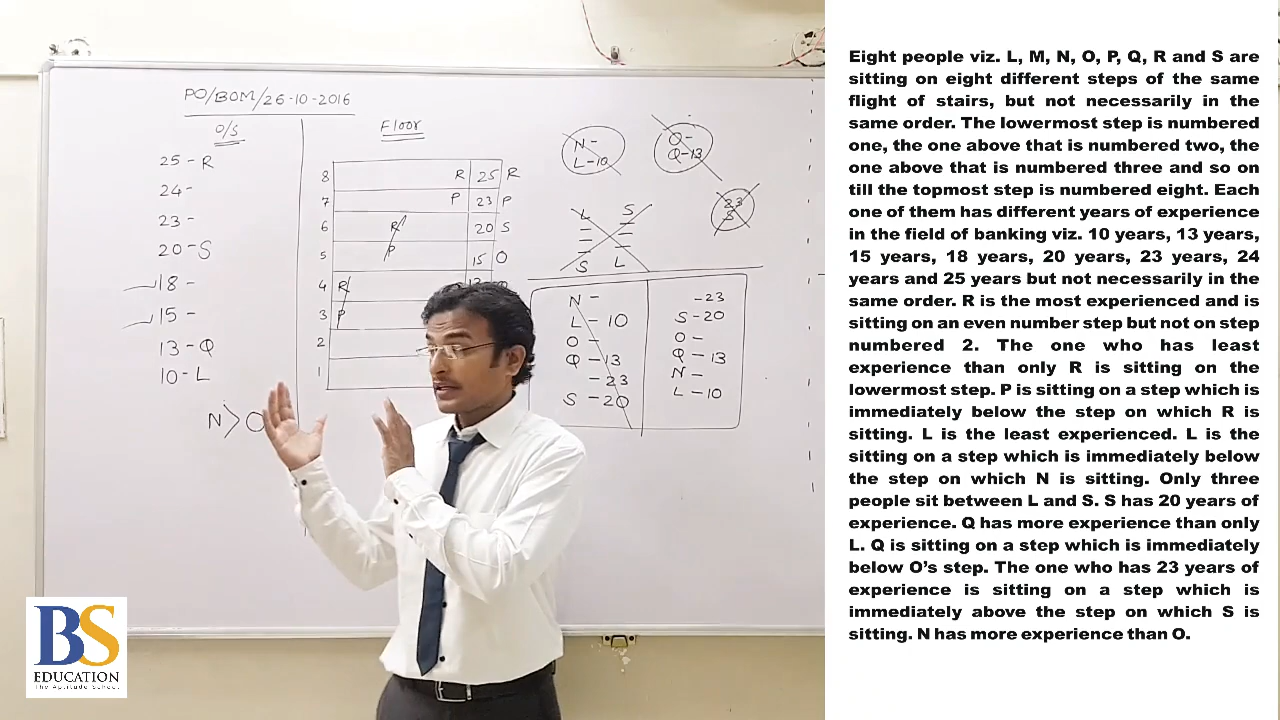 PO/BOM/26-10-2016
O/S
25-R
24-
23-
20-S
18-
15-
13-Q
10-L
N>O
Floor
8 R 25 R
7 P 23 P
6 R 20 S
5 P 15 O
4 R
3 P
2
1
N-
L-10
O-
Q-13
23
S
L S
S L
N-
L-10
O-
Q-13
-23
S-20
-23
S-20
O-
Q-13
N-
L-10
BS
EDUCATION
The Aptitude School
Eight people viz. L, M, N, O, P, Q, R and S are
sitting on eight different steps of the same
flight of stairs, but not necessarily in the
same order. The lowermost step is numbered
one, the one above that is numbered two, the
one above that is numbered three and so on
till the topmost step is numbered eight. Each
one of them has different years of experience
in the field of banking viz. 10 years, 13 years,
15 years, 18 years, 20 years, 23 years, 24
years and 25 years but not necessarily in the
same order. R is the most experienced and is
sitting on an even number step but not on step
numbered 2. The one who has least
experience than only R is sitting on the
lowermost step. P is sitting on a step which is
immediately below the step on which R is
sitting. L is the least experienced. L is the
sitting on a step which is immediately below
the step on which N is sitting. Only three
people sit between L and S. S has 20 years of
experience. Q has more experience than only
L. Q is sitting on a step which is immediately
below O's step. The one who has 23 years of
experience is sitting on a step which is
immediately above the step on which S is
sitting. N has more experience than O.